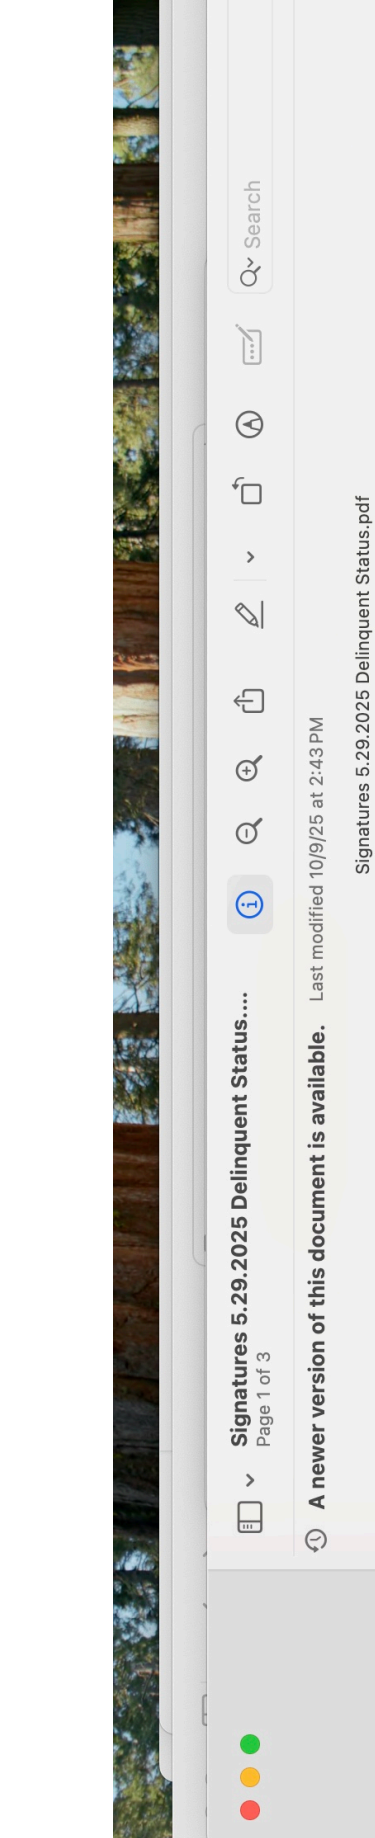 Signatures 5.29.2025 Delinquent Status....
Page 1 of 3
Search
A newer version of this document is available.
Last modified 10/9/25 at 2:43 PM
Signatures 5.29.2025 Delinquent Status.pdf